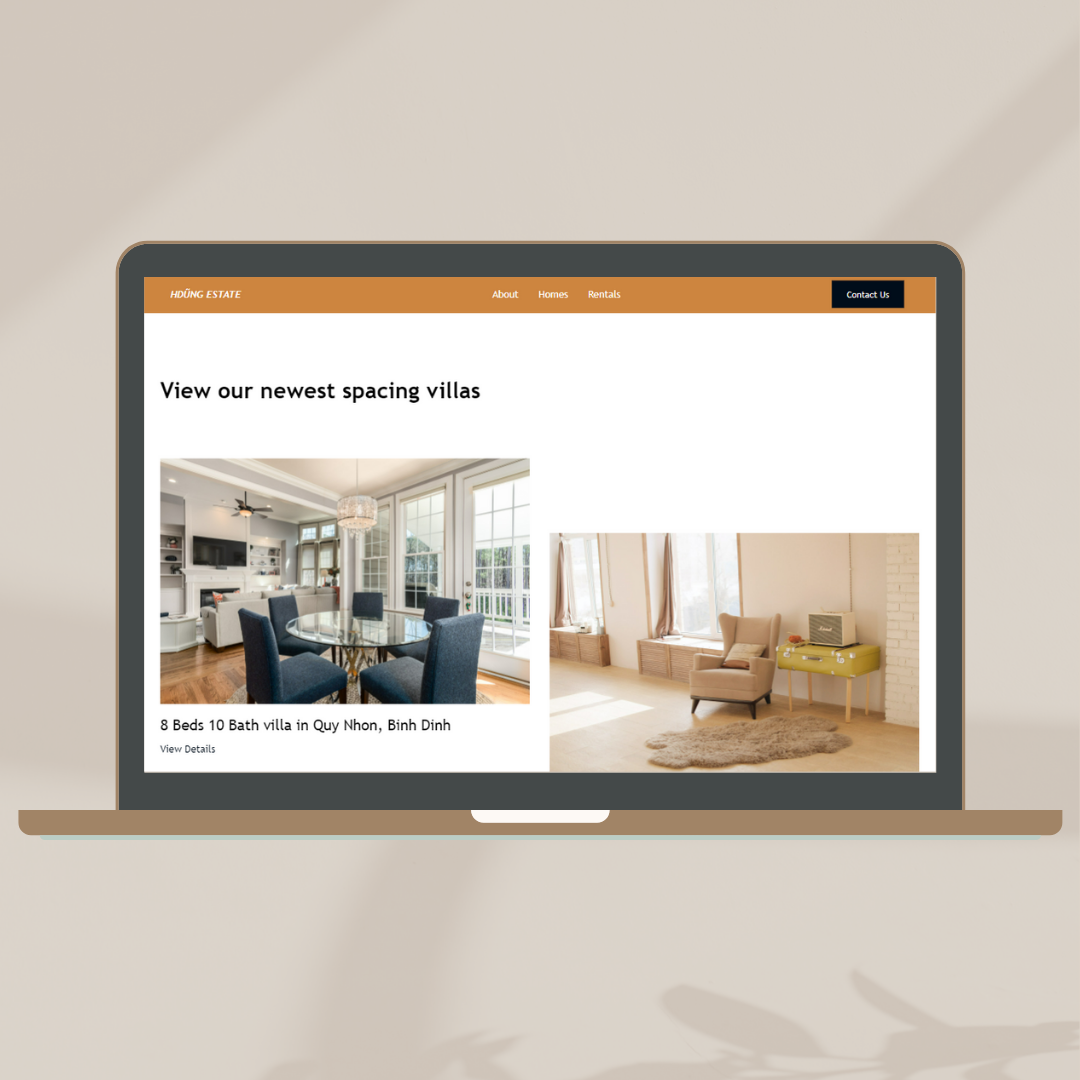 HDŨNG ESTATE
About
Homes
Rentals
Contact Us
View our newest spacing villas
8 Beds 10 Bath villa in Quy Nhon, Binh Dinh
View Details